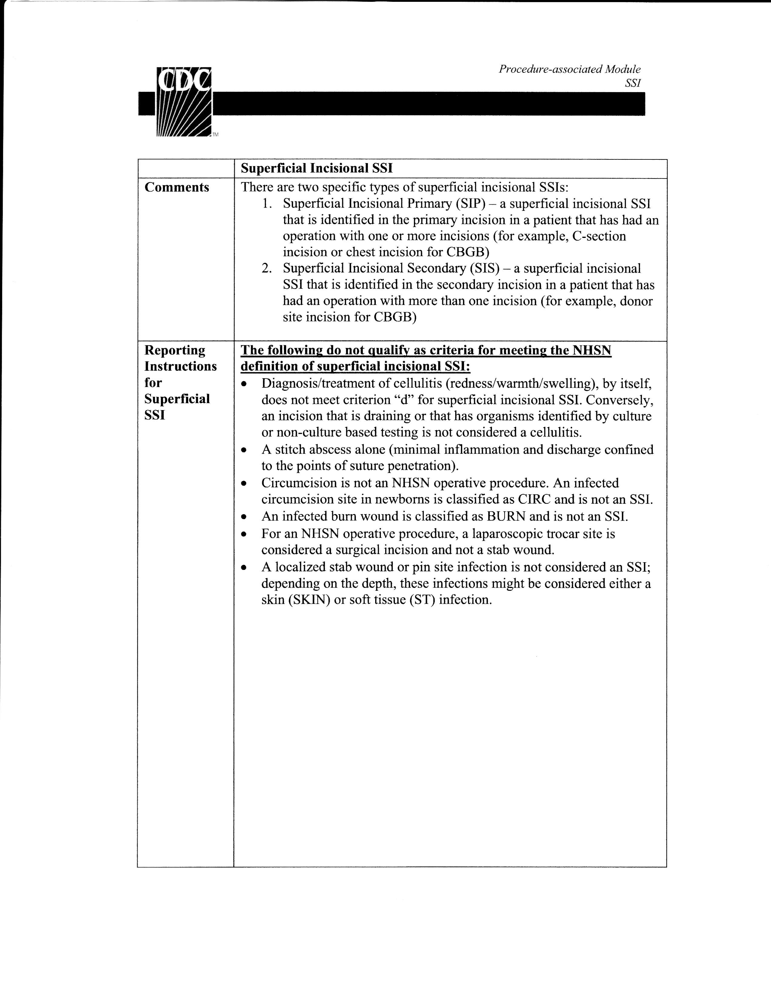 Procedure-associated Module
SSI
CDC
TM
Superficial Incisional SSI
Comments
There are two specific types of superficial incisional SSIs:
1. Superficial Incisional Primary (SIP) – a superficial incisional SSI
that is identified in the primary incision in a patient that has had an
operation with one or more incisions (for example, C-section
incision or chest incision for CBGB)
2. Superficial Incisional Secondary (SIS) – a superficial incisional
SSI that is identified in the secondary incision in a patient that has
had an operation with more than one incision (for example, donor
site incision for CBGB)
Reporting
Instructions
for
Superficial
SSI
The following do not qualify as criteria for meeting the NHSN
definition of superficial incisional SSI:
• Diagnosis/treatment of cellulitis (redness/warmth/swelling), by itself,
does not meet criterion “d” for superficial incisional SSI. Conversely,
an incision that is draining or that has organisms identified by culture
or non-culture based testing is not considered a cellulitis.
• A stitch abscess alone (minimal inflammation and discharge confined
to the points of suture penetration).
• Circumcision is not an NHSN operative procedure. An infected
circumcision site in newborns is classified as CIRC and is not an SSI.
• An infected burn wound is classified as BURN and is not an SSI.
• For an NHSN operative procedure, a laparoscopic trocar site is
considered a surgical incision and not a stab wound.
• A localized stab wound or pin site infection is not considered an SSI;
depending on the depth, these infections might be considered either a
skin (SKIN) or soft tissue (ST) infection.